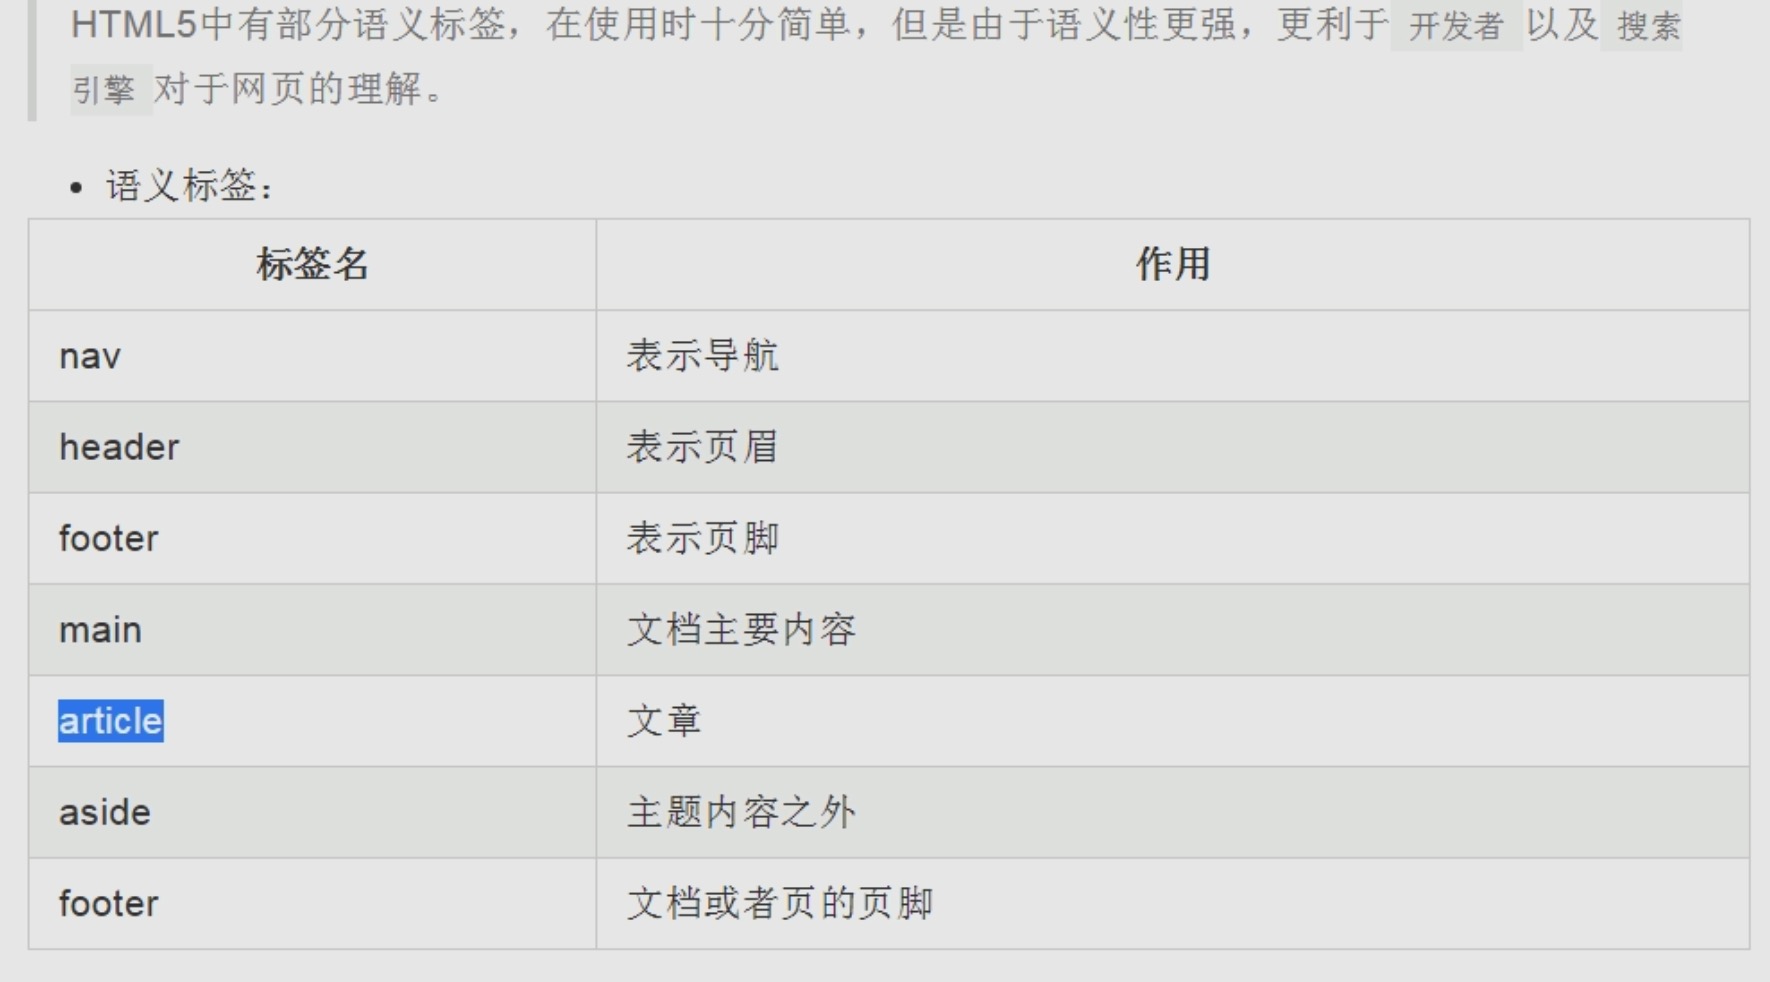 HTML5中有部分语义标签，在使用时十分简单，但是由于语义性更强，更利于 开发者 以及 搜索
引擎 对于网页的理解。
• 语义标签：
标签名 作用
nav 表示导航
header 表示页眉
footer 表示页脚
main 文档主要内容
article 文章
aside 主题内容之外
footer 文档或者页的页脚